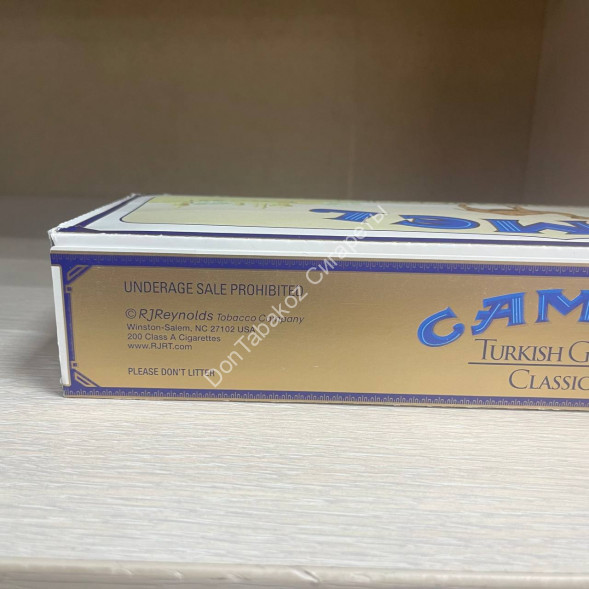 UNDERAGE SALE PROHIBITED
© RJReynolds Tobacco Company
Winston-Salem, NC 27102 USA
200 Class A Cigarettes
www.RJRT.com
PLEASE DON'T LITTER
CAM
TURKISH G
CLASSIC
DonTabakoz Сигареты